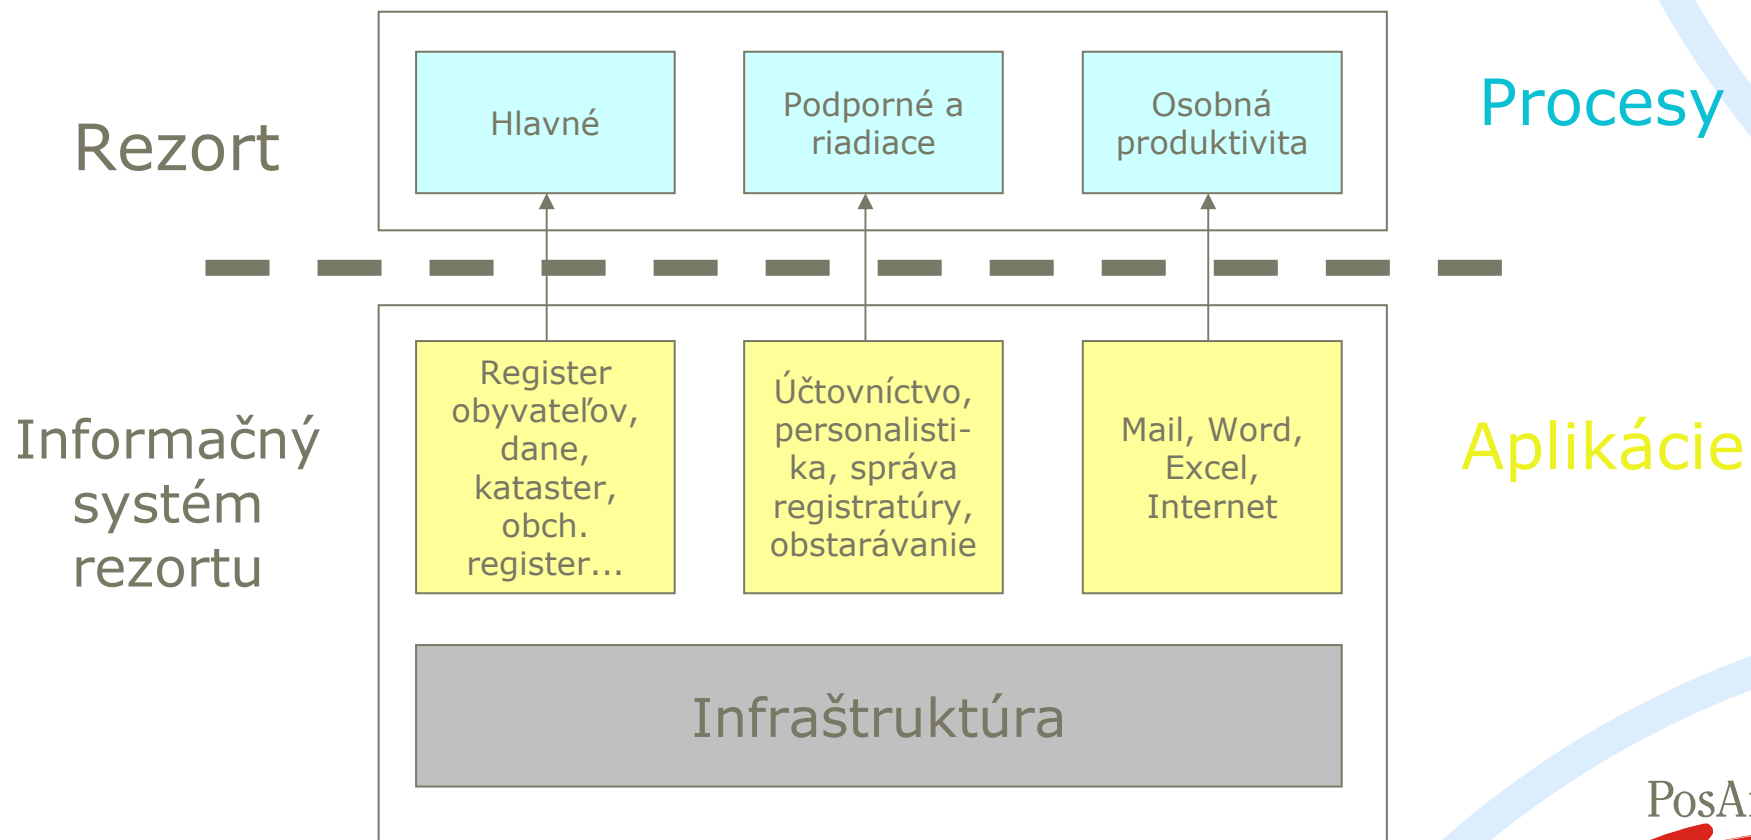 Rezort
Hlavné
Podporné a
riadiace
Osobná
produktivita
Procesy
Informačný
systém
rezortu
Register
obyvateľov,
dane,
kataster,
obch.
register...
Účtovníctvo,
personalisti-
ka, správa
registratúry,
obstarávanie
Mail, Word,
Excel,
Internet
Aplikácie
Infraštruktúra